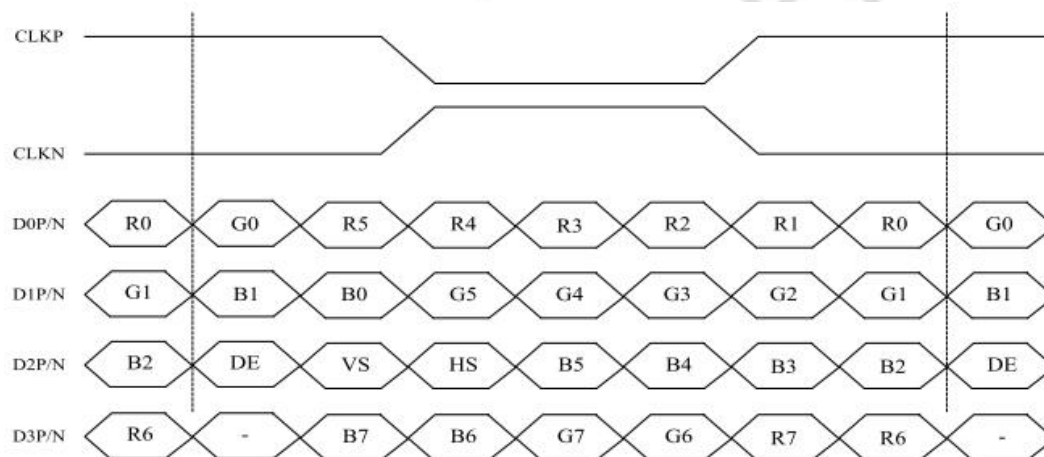 CLKP
CLKN
D0P/N R0 G0 R5 R4 R3 R2 R1 R0 G0
D1P/N G1 B1 B0 G5 G4 G3 G2 G1 B1
D2P/N B2 DE VS HS B5 B4 B3 B2 DE
D3P/N R6 - B7 B6 G7 G6 R7 R6 -